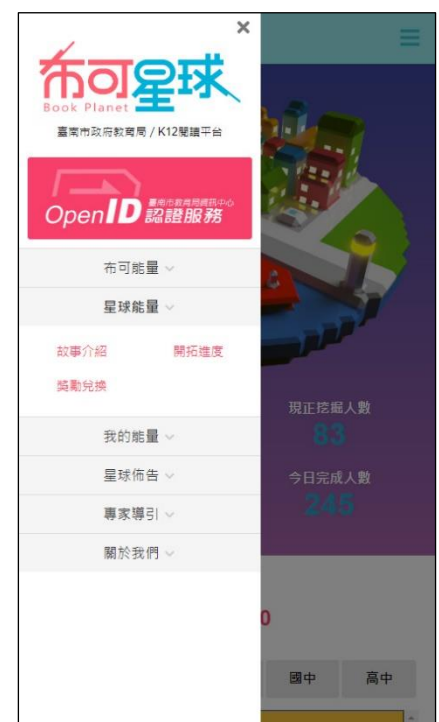 布可星球
Book Planet
臺南市政府教育局 / K12閱讀平台
臺南市教育局資訊中心
OpenID 認證服務
布可能量
星球能量
故事介紹 開拓進度
獎勵兌換
我的能量
星球佈告
專家導引
關於我們
現正挖掘人數
83
今日完成人數
245
0
國中 高中